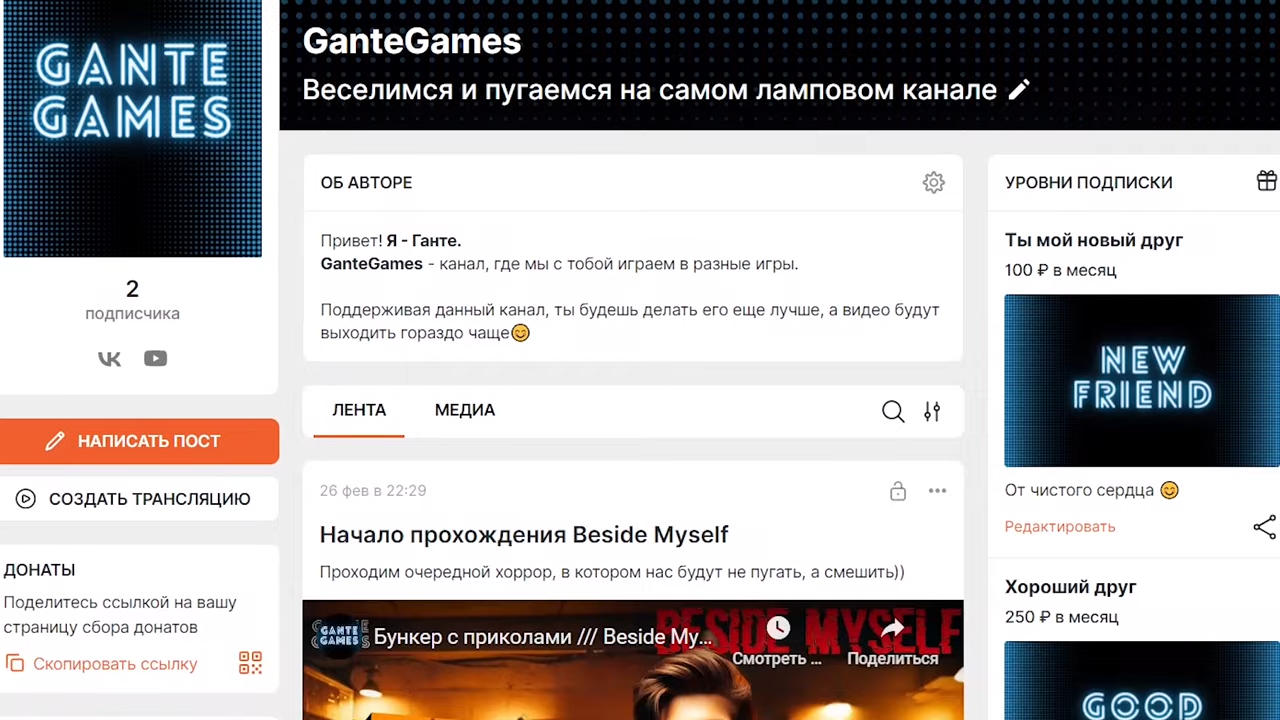 GANTE
GAMES
2
подписчика
НАПИСАТЬ ПОСТ
СОЗДАТЬ ТРАНСЛЯЦИЮ
ДОНАТЫ
Поделитесь ссылкой на вашу
страницу сбора донатов
Скопировать ссылку
GanteGames
Веселимся и пугаемся на самом ламповом канале
ОБ АВТОРЕ
Привет! Я - Ганте.
GanteGames - канал, где мы с тобой играем в разные игры.
Поддерживая данный канал, ты будешь делать его еще лучше, а видео будут
выходить гораздо чаще😊
ЛЕНТА МЕДИА
26 фев в 22:29
Начало прохождения Beside Myself
Проходим очередной хоррор, в котором нас будут не пугать, а смешить))
GANTE
GAMES
Бункер с приколами /// Beside My...
BESIDE MYSELF
Смотреть ...
Поделиться
УРОВНИ ПОДПИСКИ
Ты мой новый друг
100 ₽ в месяц
NEW
FRIEND
От чистого сердца 😊
Редактировать
Хороший друг
250 ₽ в месяц
GOOD